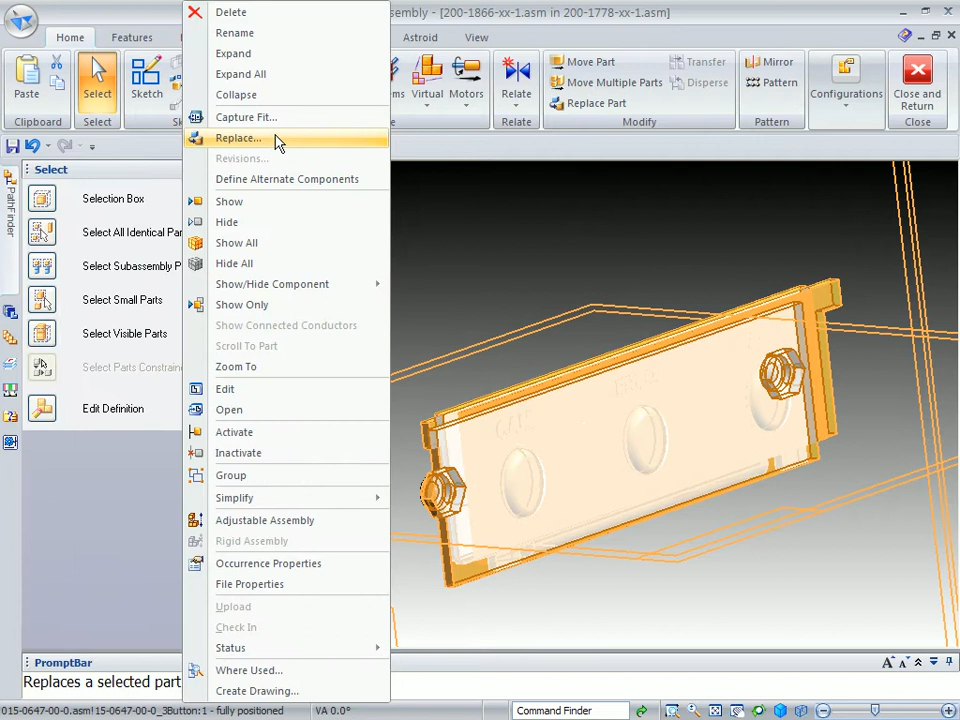 ssembly - [200-1866-xx-1.asm in 200-1778-xx-1.asm]
Home
Features
Astroid
View
Paste
Select
Sketch
ms
Virtual
Motors
Relate
Move Part
Move Multiple Parts
Replace Part
Transfer
Disperse
Mirror
Pattern
Configurations
Close and
Return
Clipboard
Select
Relate
Modify
Pattern
Close
Select
PathFinder
Selection Box
Select All Identical Par
Select Subassembly P
Select Small Parts
Select Visible Parts
Select Parts Constrain
Edit Definition
Delete
Rename
Expand
Expand All
Collapse
Capture Fit...
Replace...
Revisions...
Define Alternate Components
Show
Hide
Show All
Hide All
Show/Hide Component
Show Only
Show Connected Conductors
Scroll To Part
Zoom To
Edit
Open
Activate
Inactivate
Group
Simplify
Adjustable Assembly
Rigid Assembly
Occurrence Properties
File Properties
Upload
Check In
Status
Where Used...
Create Drawing...
PromptBar
Replaces a selected part
015-0647-00-0.asm!15-0647-00-0_3Button:1 - fully positioned
VA 0.0°
Command Finder